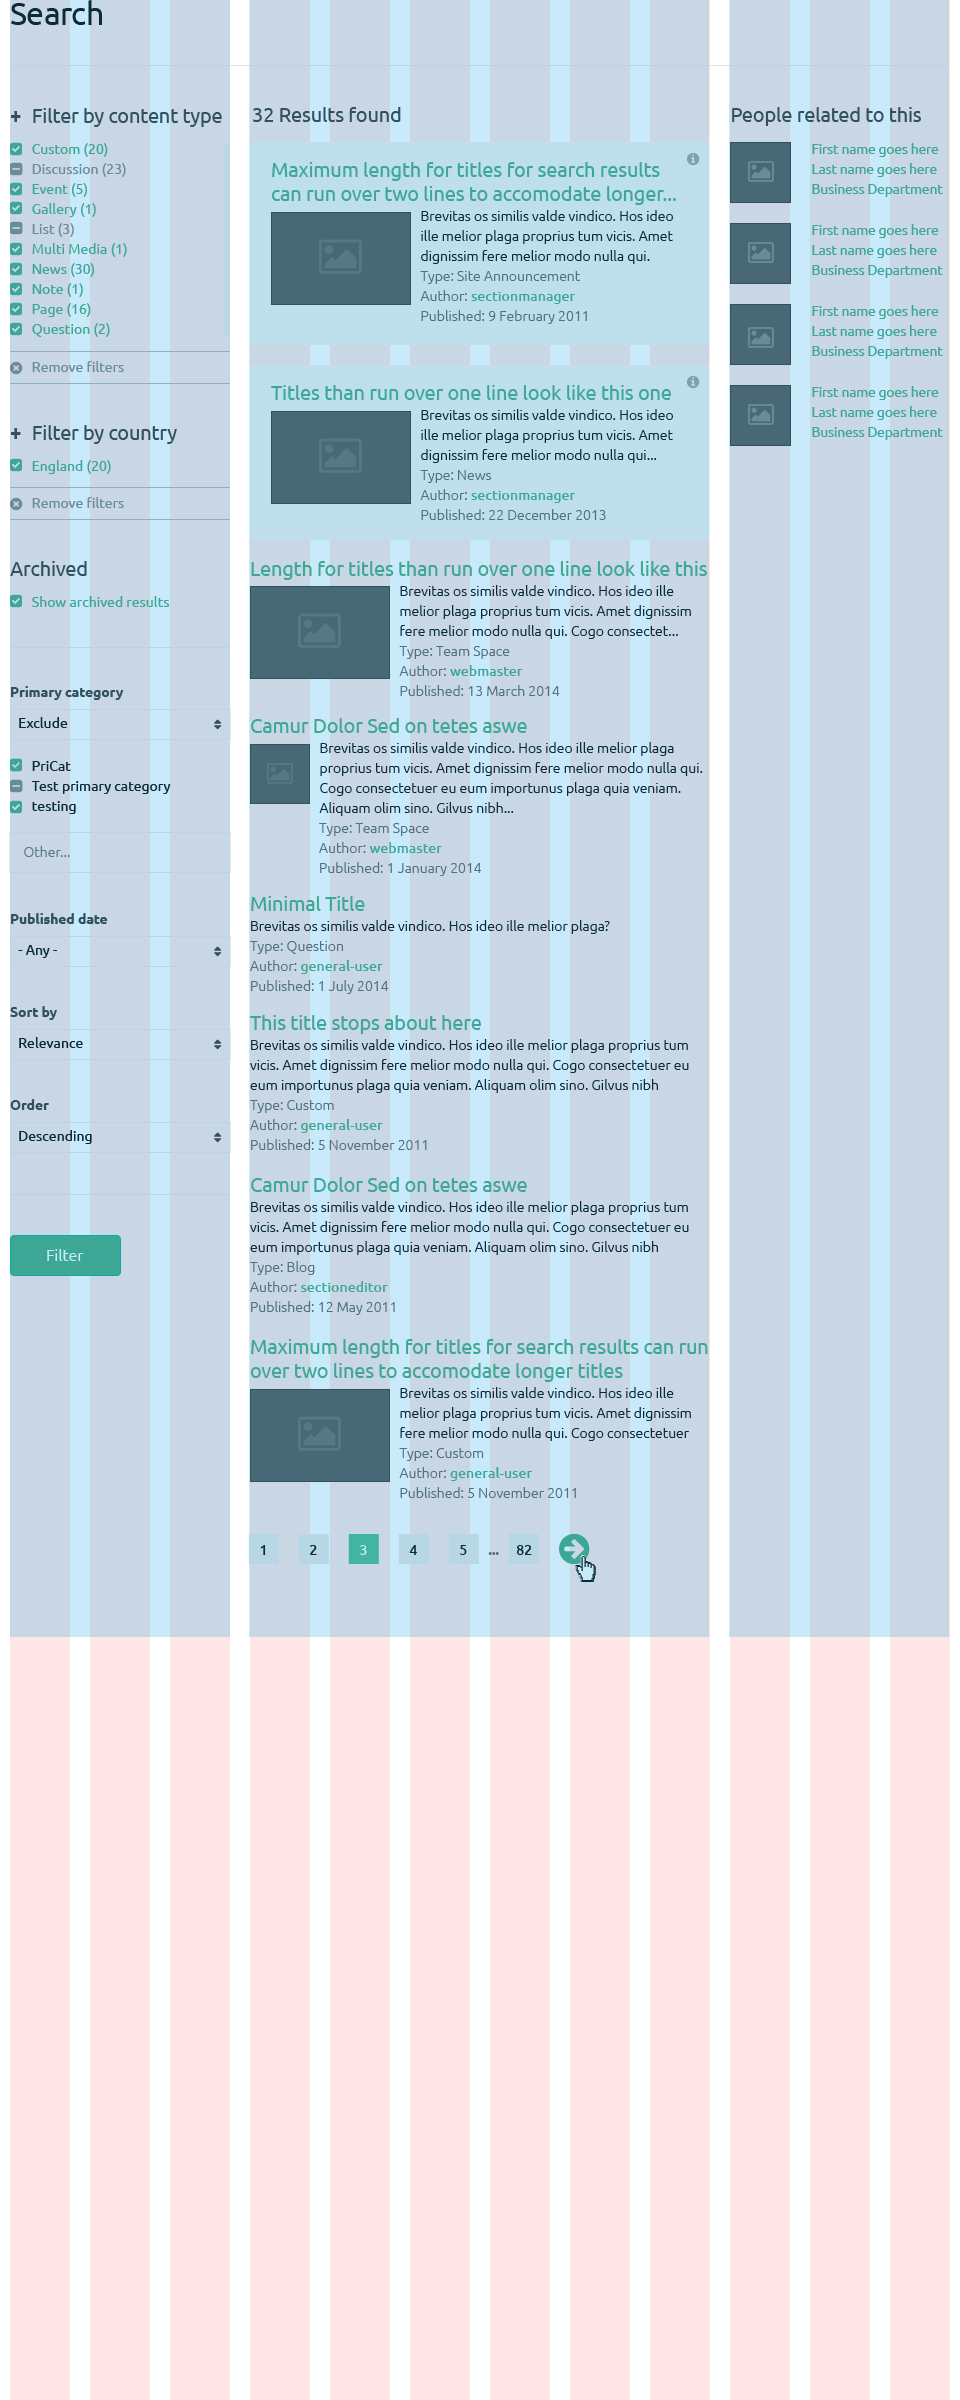 Search
+ Filter by content type
Custom (20)
Discussion (23)
Event (5)
Gallery (1)
List (3)
Multi Media (1)
News (30)
Note (1)
Page (16)
Question (2)
Remove filters
+ Filter by country
England (20)
Remove filters
Archived
Show archived results
Primary category
Exclude
PriCat
Test primary category
testing
Other...
Published date
- Any -
Sort by
Relevance
Order
Descending
Filter
32 Results found
Maximum length for titles for search results
can run over two lines to accomodate longer...
Brevitas os similis valde vindico. Hos ideo
ille melior plaga proprius tum vicis. Amet
dignissim fere melior modo nulla qui.
Type: Site Announcement
Author: sectionmanager
Published: 9 February 2011
Titles than run over one line look like this one
Brevitas os similis valde vindico. Hos ideo
ille melior plaga proprius tum vicis. Amet
dignissim fere melior modo nulla qui...
Type: News
Author: sectionmanager
Published: 22 December 2013
Length for titles than run over one line look like this
Brevitas os similis valde vindico. Hos ideo ille
melior plaga proprius tum vicis. Amet dignissim
fere melior modo nulla qui. Cogo consectet...
Type: Team Space
Author: webmaster
Published: 13 March 2014
Camur Dolor Sed on tetes aswe
Brevitas os similis valde vindico. Hos ideo ille melior plaga
proprius tum vicis. Amet dignissim fere melior modo nulla qui.
Cogo consectetuer eu eum importunus plaga quia veniam.
Aliquam olim sino. Gilvus nibh...
Type: Team Space
Author: webmaster
Published: 1 January 2014
Minimal Title
Brevitas os similis valde vindico. Hos ideo ille melior plaga?
Type: Question
Author: general-user
Published: 1 July 2014
This title stops about here
Brevitas os similis valde vindico. Hos ideo ille melior plaga proprius tum
vicis. Amet dignissim fere melior modo nulla qui. Cogo consectetuer eu
eum importunus plaga quia veniam. Aliquam olim sino. Gilvus nibh
Type: Custom
Author: general-user
Published: 5 November 2011
Camur Dolor Sed on tetes aswe
Brevitas os similis valde vindico. Hos ideo ille melior plaga proprius tum
vicis. Amet dignissim fere melior modo nulla qui. Cogo consectetuer eu
eum importunus plaga quia veniam. Aliquam olim sino. Gilvus nibh
Type: Blog
Author: sectioneditor
Published: 12 May 2011
Maximum length for titles for search results can run
over two lines to accomodate longer titles
Brevitas os similis valde vindico. Hos ideo ille
melior plaga proprius tum vicis. Amet dignissim
fere melior modo nulla qui. Cogo consectetuer
Type: Custom
Author: general-user
Published: 5 November 2011
1 2 3 4 5 ... 82
People related to this
First name goes here
Last name goes here
Business Department
First name goes here
Last name goes here
Business Department
First name goes here
Last name goes here
Business Department
First name goes here
Last name goes here
Business Department